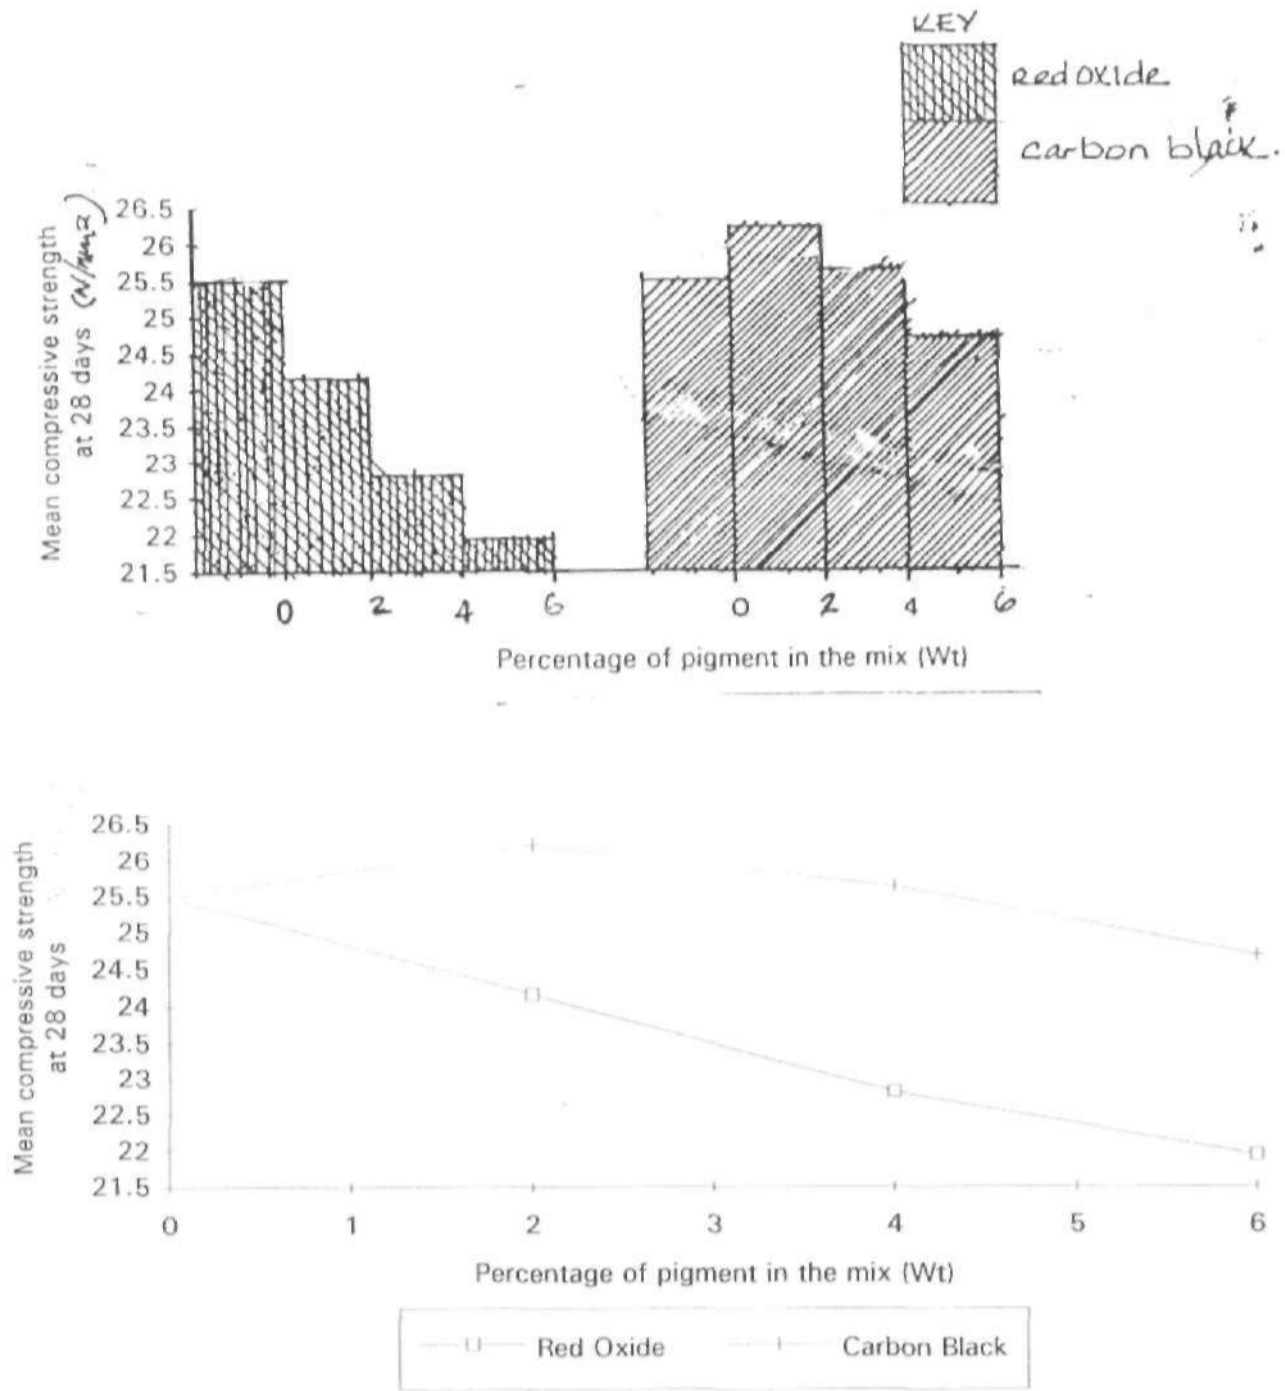 KEY
red oxide
carbon black.
Mean compressive strength
at 28 days (N/mm2)
26.5
26
25.5
25
24.5
24
23.5
23
22.5
22
21.5
0 2 4 6 0 2 4 6
Percentage of pigment in the mix (Wt)
Mean compressive strength
at 28 days
26.5
26
25.5
25
24.5
24
23.5
23
22.5
22
21.5
0 1 2 3 4 5 6
Percentage of pigment in the mix (Wt)
Red Oxide Carbon Black